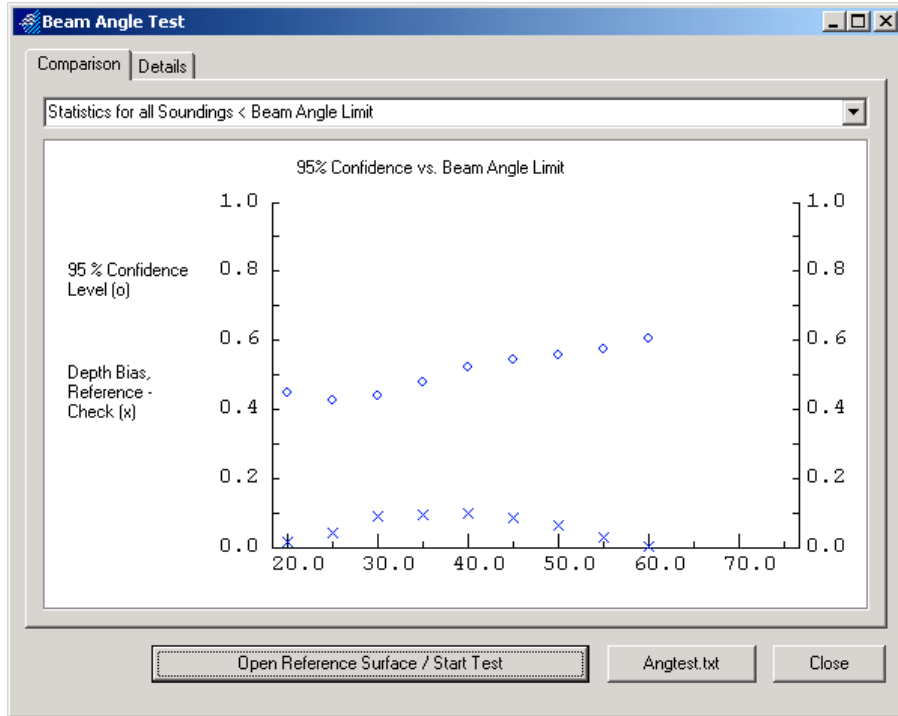 Beam Angle Test
Comparison
Details
Statistics for all Soundings < Beam Angle Limit
95% Confidence vs. Beam Angle Limit
1.0
1.0
95 % Confidence
Level (o)
0.8
0.8
0.6
0.6
Depth Bias,
Reference -
Check (x)
0.4
0.4
0.2
0.2
0.0
0.0
20.0 30.0 40.0 50.0 60.0 70.0
Open Reference Surface / Start Test
Angtest.txt
Close